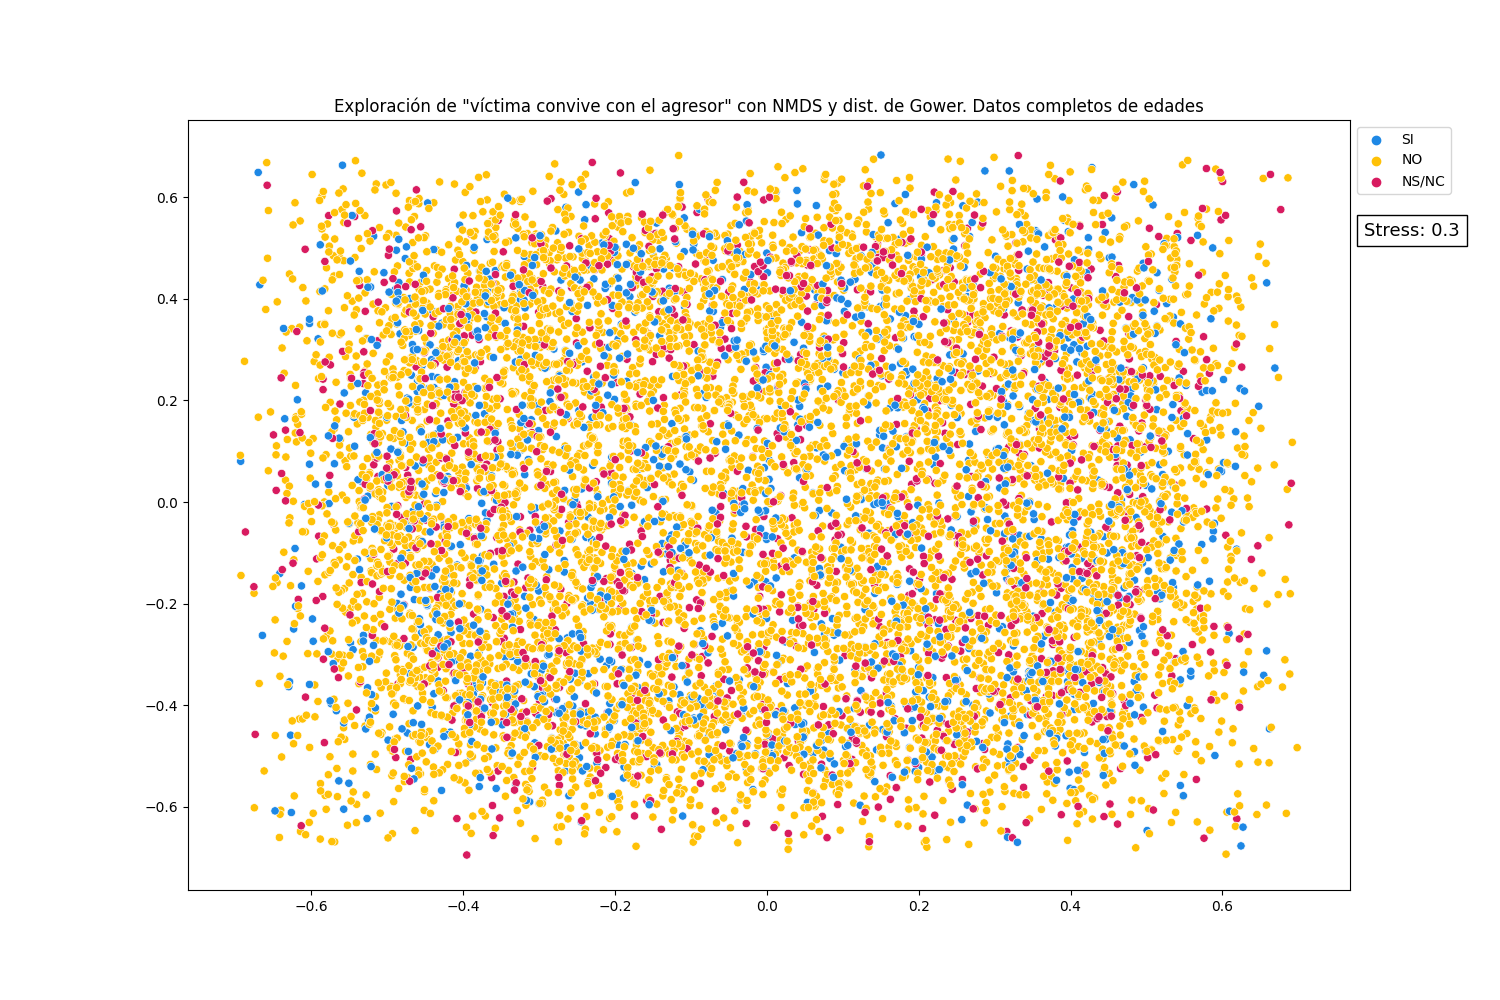 Exploración de "víctima convive con el agresor" con NMDS y dist. de Gower. Datos completos de edades
SI
NO
NS/NC
Stress: 0.3
0.6
0.4
0.2
0.0
−0.2
−0.4
−0.6
−0.6 −0.4 −0.2 0.0 0.2 0.4 0.6